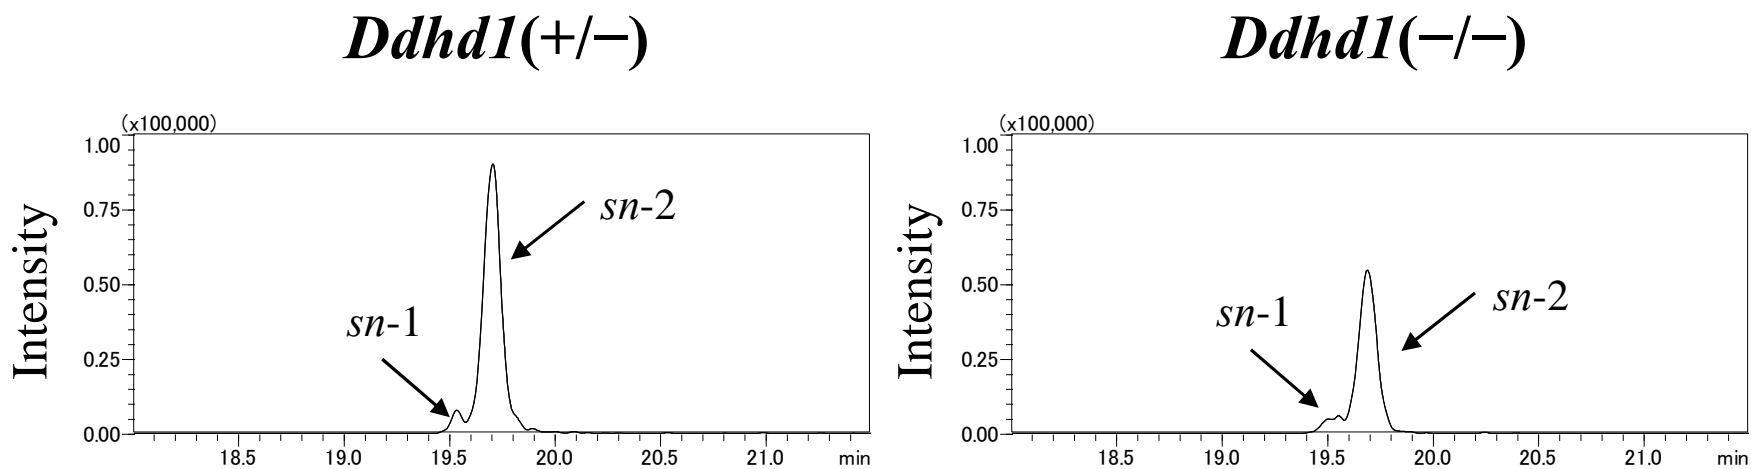 Ddhd1(+/−)
Ddhd1(−/−)
(x100,000)
1.00
0.75
0.50
0.25
0.00
Intensity
sn-1
sn-2
18.5 19.0 19.5 20.0 20.5 21.0 min
(x100,000)
1.00
0.75
0.50
0.25
0.00
Intensity
sn-1
sn-2
18.5 19.0 19.5 20.0 20.5 21.0 min